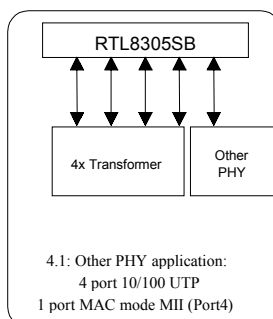 RTL8305SB
4x Transformer
Other
PHY
4.1: Other PHY application:
4 port 10/100 UTP
1 port MAC mode MII (Port4)